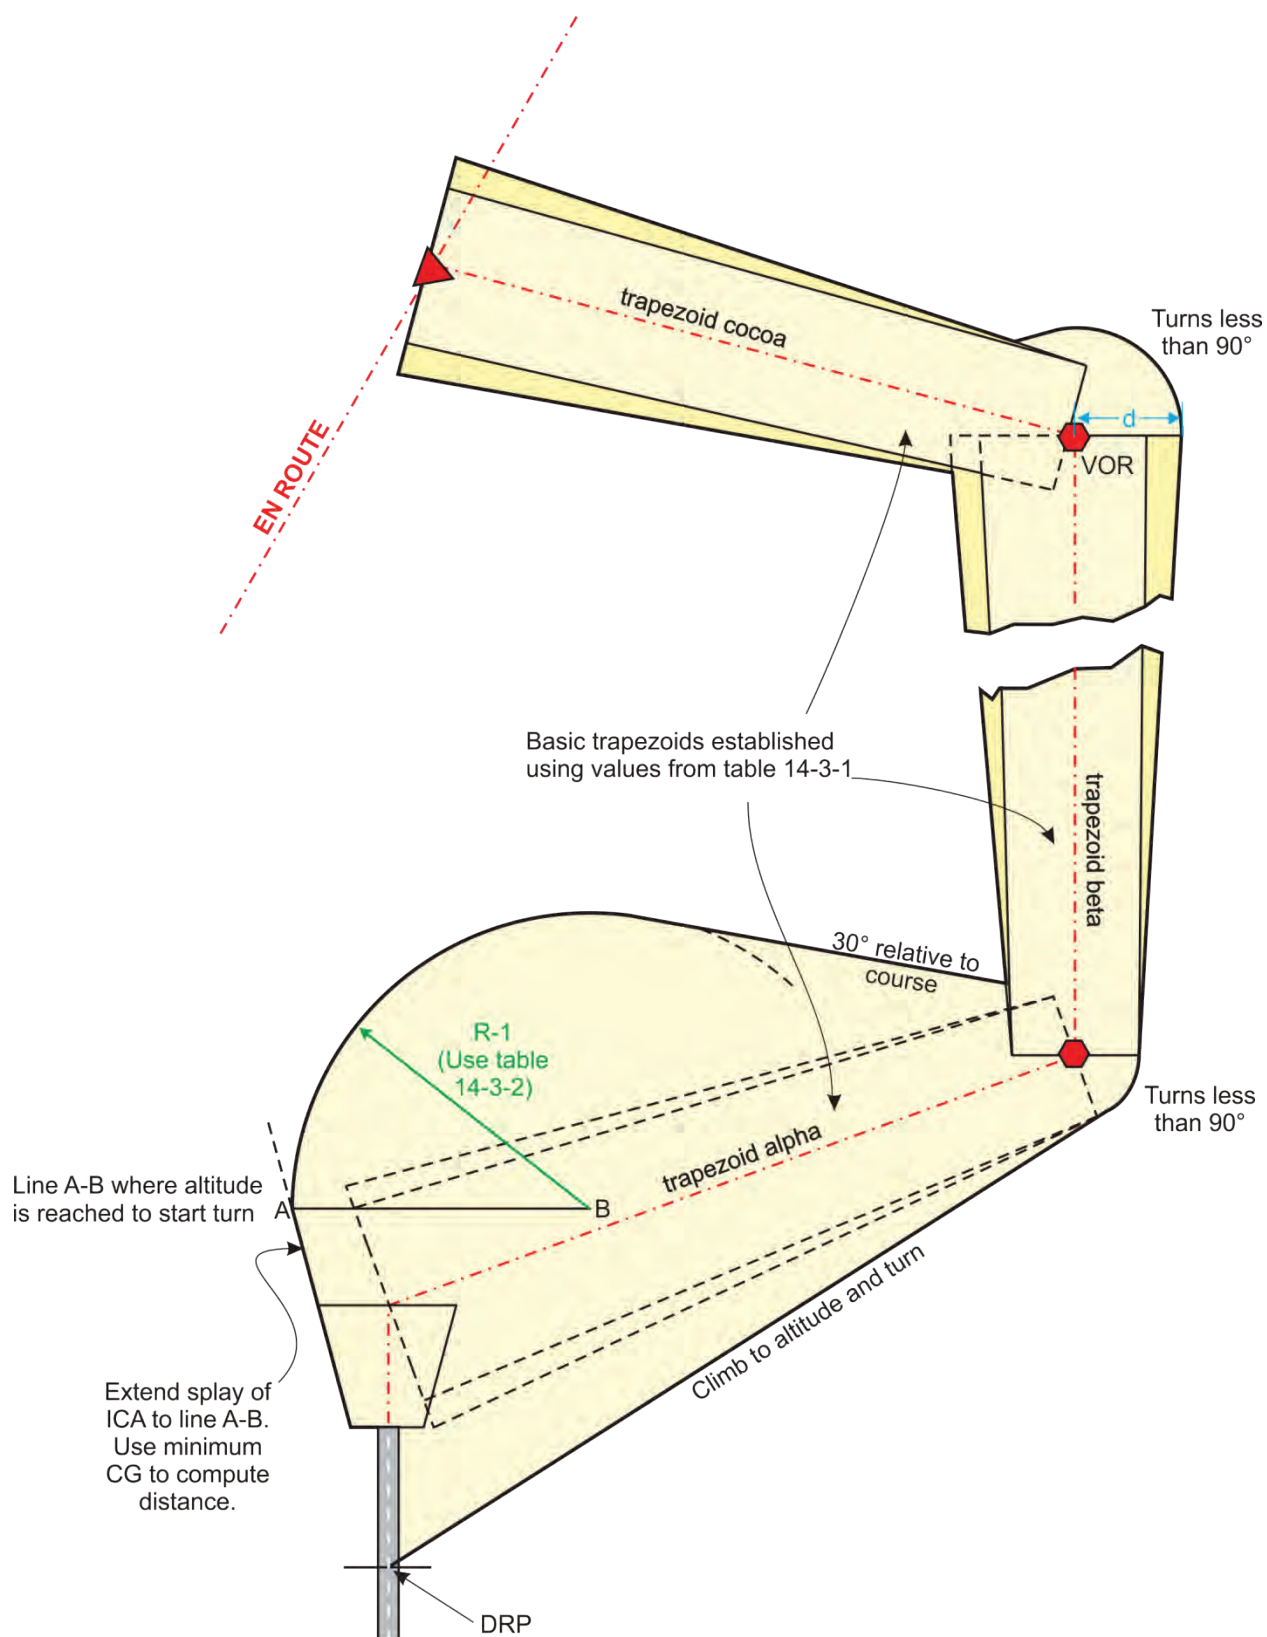 Turns less
than 90°
trapezoid cocoa
d
VOR
EN ROUTE
Basic trapezoids established
using values from table 14-3-1
trapezoid beta
30° relative to
course
R-1
(Use table
14-3-2)
Turns less
than 90°
trapezoid alpha
Line A-B where altitude
is reached to start turn
A
B
Climb to altitude and turn
Extend splay of
ICA to line A-B.
Use minimum
CG to compute
distance.
DRP